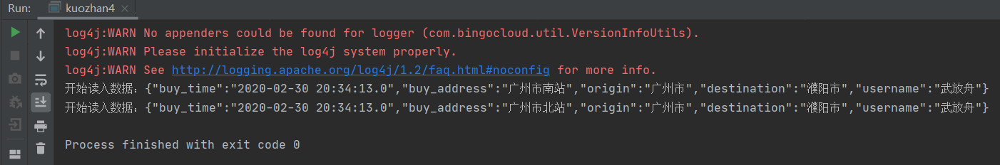 Run: kuozhan4
log4j:WARN No appenders could be found for logger (com.bingocloud.util.VersionInfoUtils).
log4j:WARN Please initialize the log4j system properly.
log4j:WARN See http://logging.apache.org/log4j/1.2/faq.html#noconfig for more info.
开始读入数据：{"buy_time":"2020-02-30 20:34:13.0","buy_address":"广州市南站","origin":"广州市","destination":"濮阳市","username":"武放舟"}
开始读入数据：{"buy_time":"2020-02-30 20:34:13.0","buy_address":"广州市北站","origin":"广州市","destination":"濮阳市","username":"武放舟"}
Process finished with exit code 0